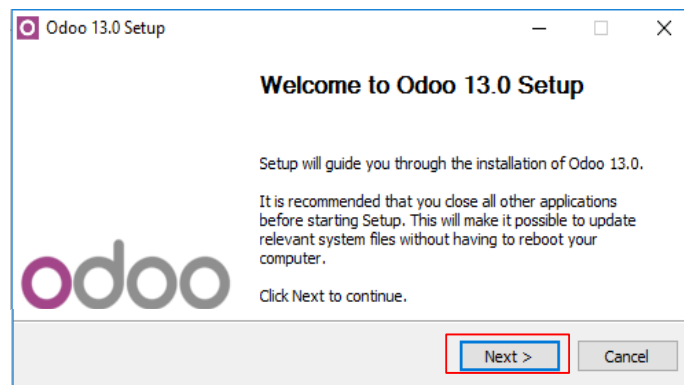 Odoo 13.0 Setup
Welcome to Odoo 13.0 Setup
Setup will guide you through the installation of Odoo 13.0.
It is recommended that you close all other applications
before starting Setup. This will make it possible to update
relevant system files without having to reboot your
computer.
odoo
Click Next to continue.
Next >
Cancel